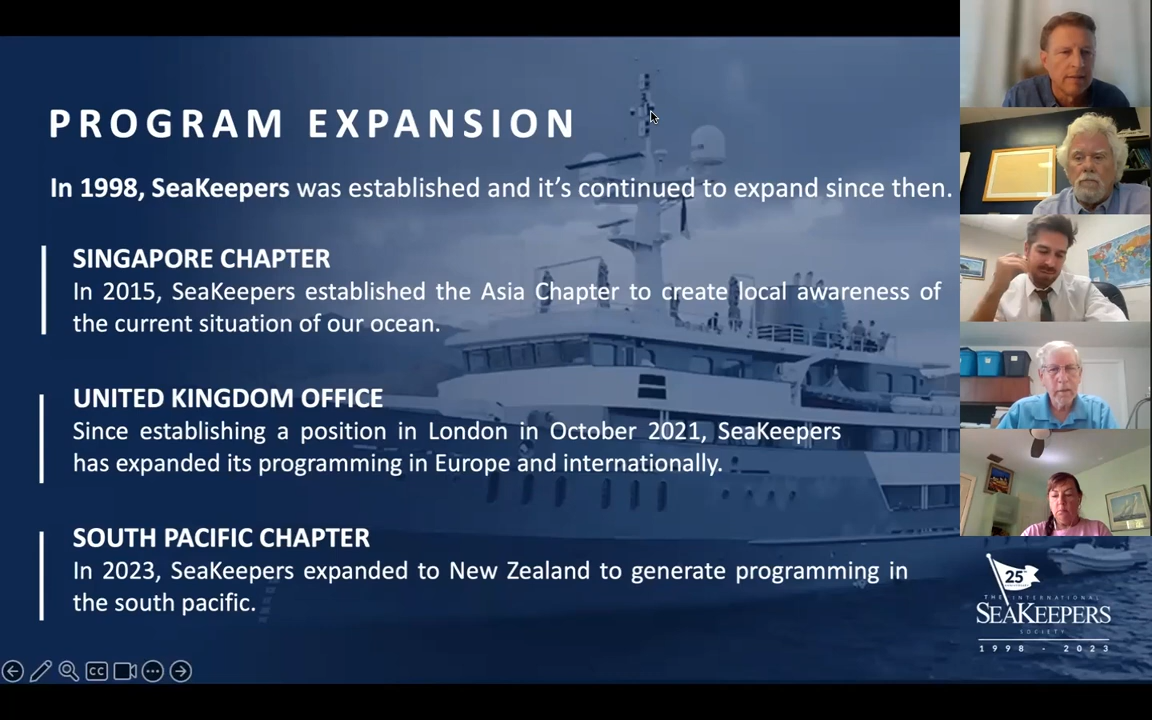 PROGRAM EXPANSION
In 1998, SeaKeepers was established and it's continued to expand since then.
SINGAPORE CHAPTER
In 2015, SeaKeepers established the Asia Chapter to create local awareness of
the current situation of our ocean.
UNITED KINGDOM OFFICE
Since establishing a position in London in October 2021, SeaKeepers
has expanded its programming in Europe and internationally.
SOUTH PACIFIC CHAPTER
In 2023, SeaKeepers expanded to New Zealand to generate programming in
the south pacific.
25
THE INTERNATIONAL
SEAKEEPERS
SOCIETY
1998 - 2023
CC